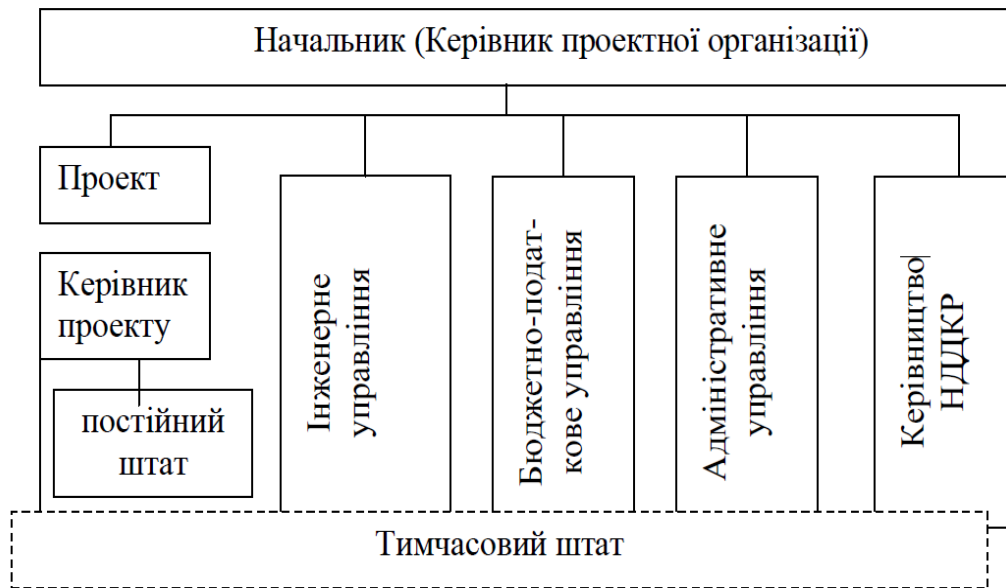 Начальник (Керівник проектної організації)
Проект
Керівник
проекту
постійний
штат
Інженерне
управління
Бюджетно-подат-
кове управління
Адміністративне
управління
Керівництво
НДДКР
Тимчасовий штат